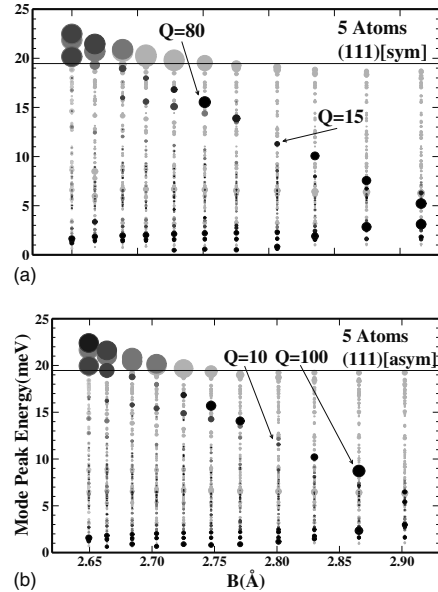 25
20
15
10
5
0
5 Atoms
(111)[sym]
Q=80
Q=15
(a)
25
20
15
10
5
0
Mode Peak Energy(meV)
5 Atoms
(111)[asym]
Q=10 Q=100
2.65 2.70 2.75 2.80 2.85 2.90
B(Å)
(b)